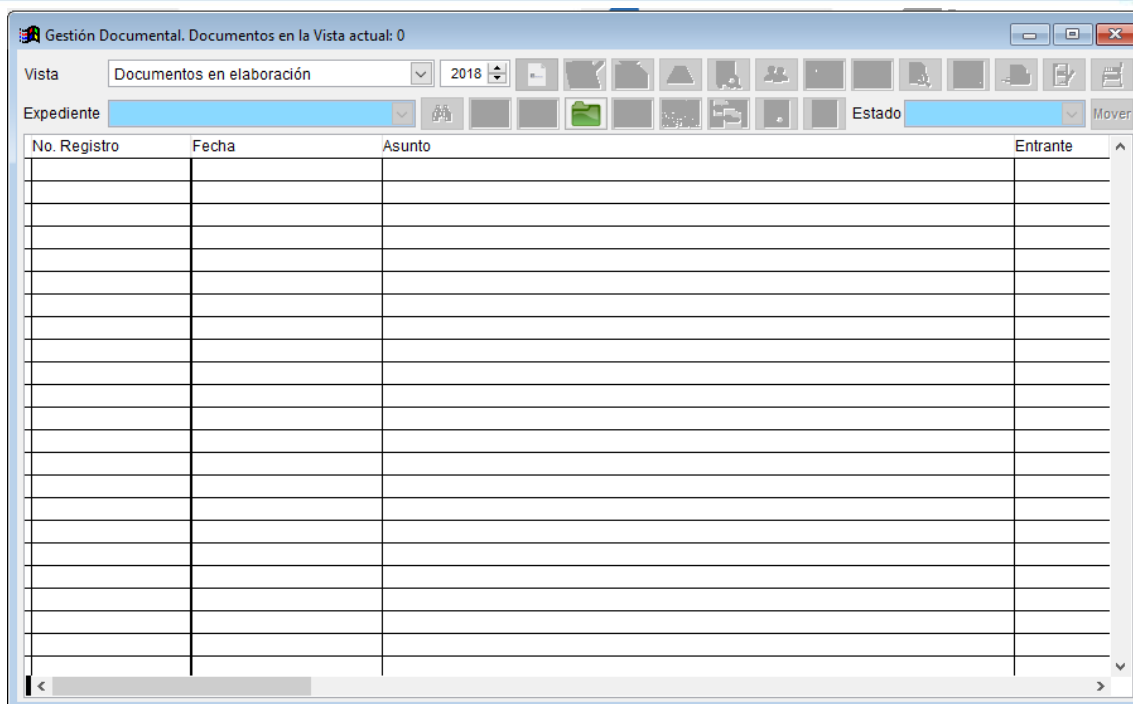 Gestión Documental. Documentos en la Vista actual: 0
Vista Documentos en elaboración 2018
Expediente Estado Mover
No. Registro Fecha Asunto Entrante